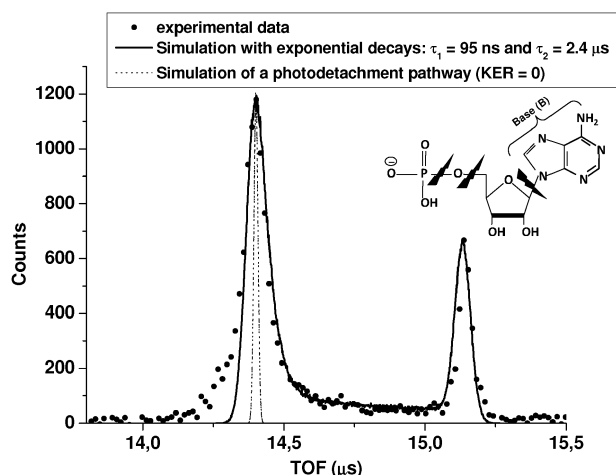 experimental data
Simulation with exponential decays: τ₁ = 95 ns and τ₂ = 2.4 μs
Simulation of a photodetachment pathway (KER = 0)
1200
1000
800
600
400
200
0
Counts
14,0
14,5
15,0
15,5
TOF (μs)
Base (B)
NH₂
N
N
N
N
O
⊖
O
P
O
O
OH
OH
OH